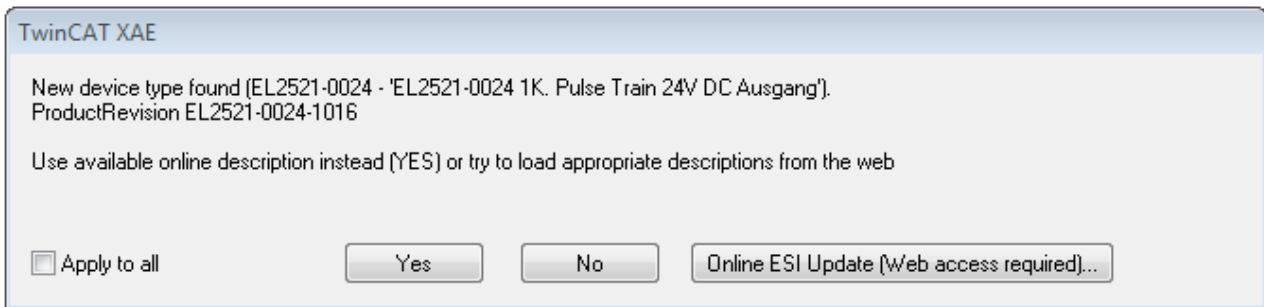 TwinCAT XAE
New device type found (EL2521-0024 - 'EL2521-0024 1K. Pulse Train 24V DC Ausgang').
ProductRevision EL2521-0024-1016
Use available online description instead (YES) or try to load appropriate descriptions from the web
Apply to all
Yes
No
Online ESI Update (Web access required)...